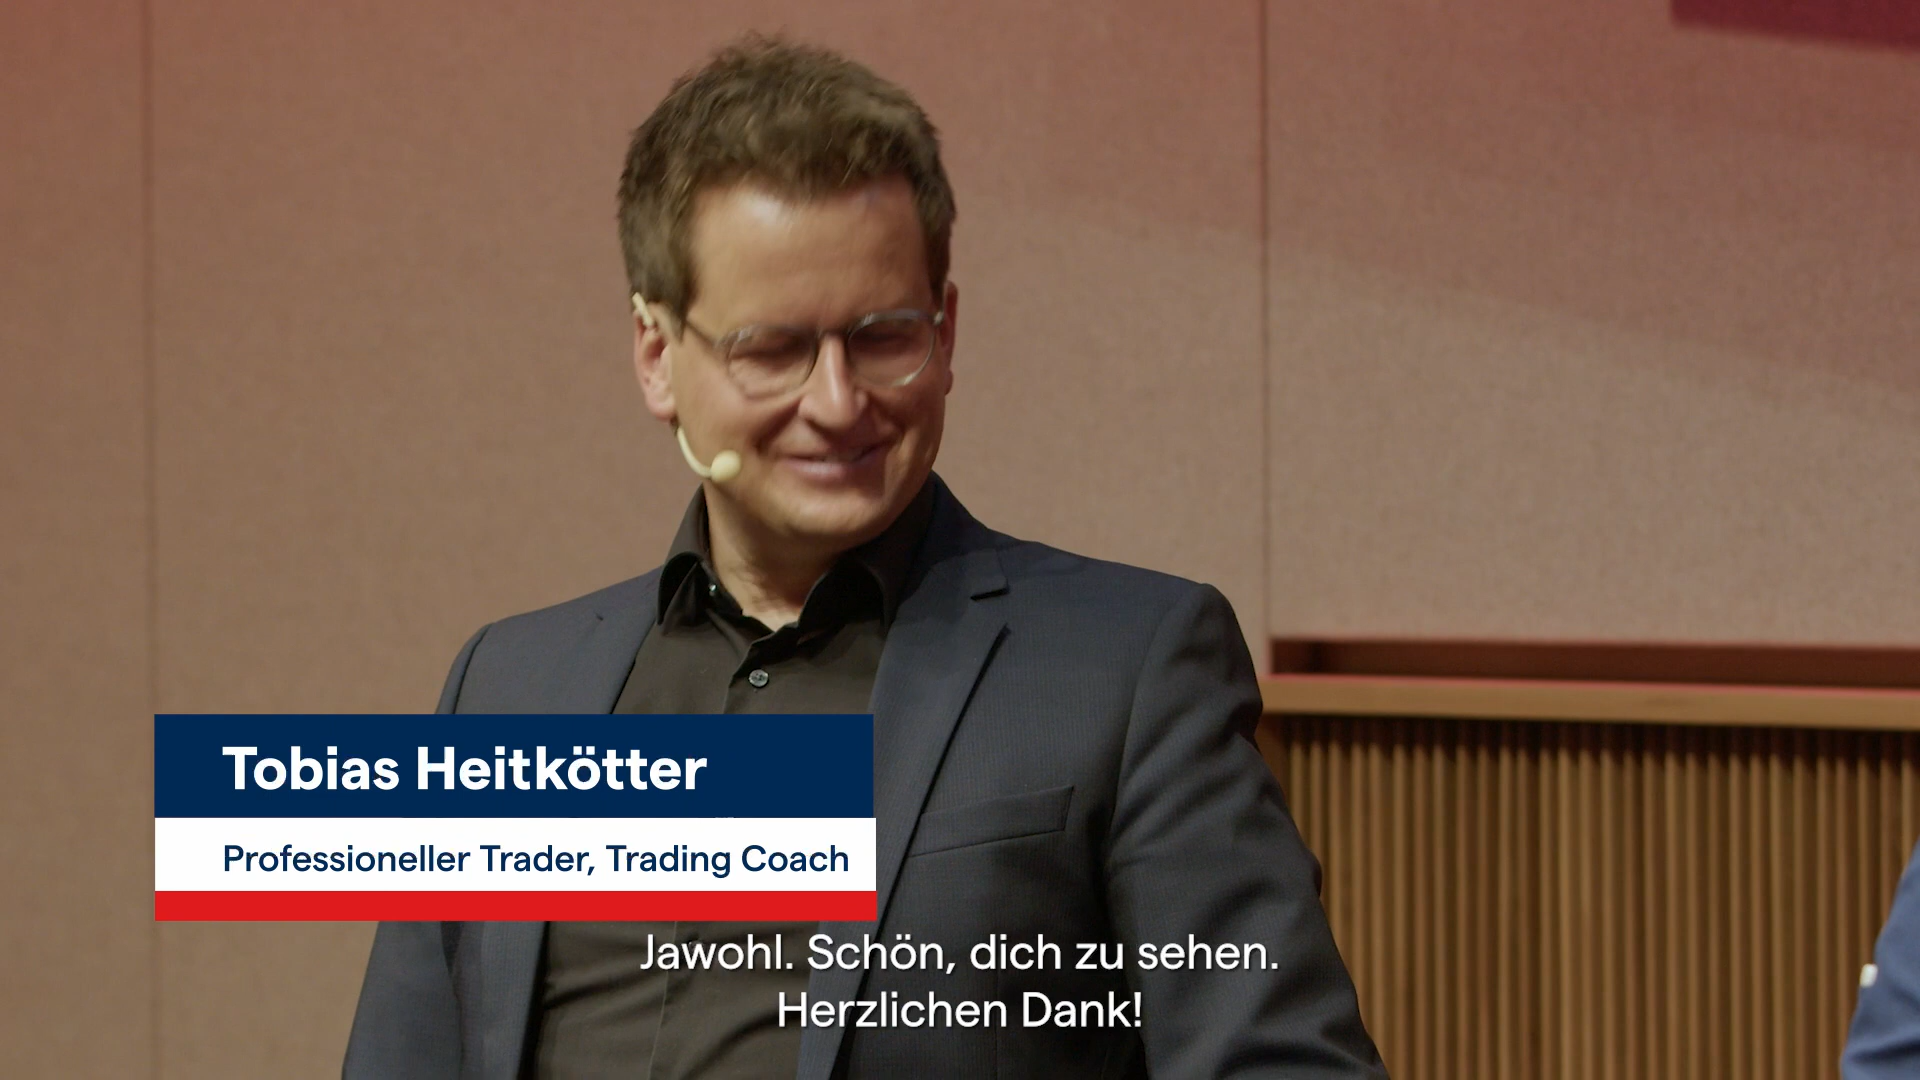 Tobias Heitkötter
Professioneller Trader, Trading Coach
Jawohl. Schön, dich zu sehen.
Herzlichen Dank!